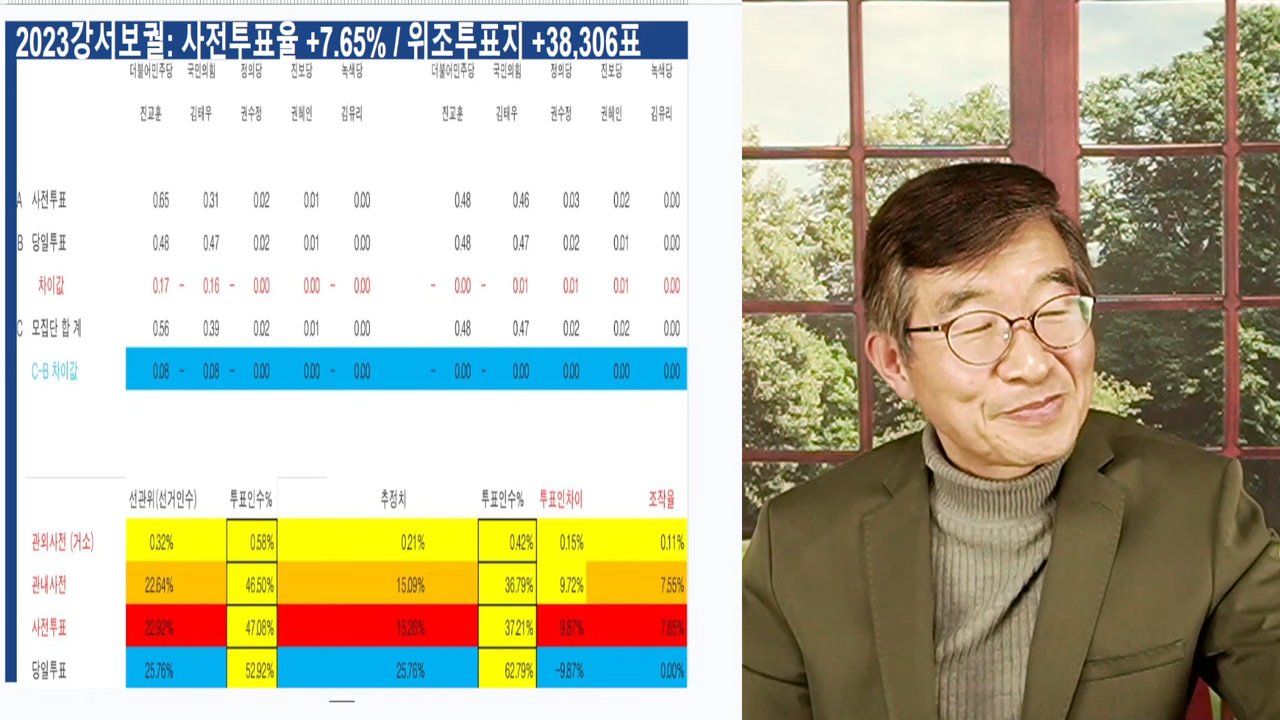 2023강서보궐: 사전투표율 +7.65% / 위조투표지 +38,306표
더불어민주당 국민의힘 정의당 진보당 녹색당 더불어민주당 국민의힘 정의당 진보당 녹색당
진교훈 김태우 권수정 권혜인 김유리 진교훈 김태우 권수정 권혜인 김유리
A 사전투표 0.65 0.31 0.02 0.01 0.00 0.48 0.46 0.03 0.02 0.00
B 당일투표 0.48 0.47 0.02 0.01 0.00 0.48 0.47 0.02 0.01 0.00
차이값 0.17 - 0.16 - 0.00 0.00 - 0.00 - 0.00 - 0.01 0.01 0.01 0.00
C 모집단 합 계 0.56 0.39 0.02 0.01 0.00 0.48 0.47 0.02 0.02 0.00
C-B 차이값 0.08 - 0.08 - 0.00 0.00 - 0.00 - 0.00 - 0.00 0.00 0.00 0.00
선관위(선거인수) 투표인수% 추정치 투표인수% 투표인차이 조작율
관외사전 (거소) 0.32% 0.58% 0.21% 0.42% 0.15% 0.11%
관내사전 22.64% 46.50% 15.09% 36.79% 9.72% 7.55%
사전투표 22.92% 47.08% 15.26% 37.21% 9.87% 7.65%
당일투표 25.76% 52.92% 25.76% 62.79% -9.87% 0.00%